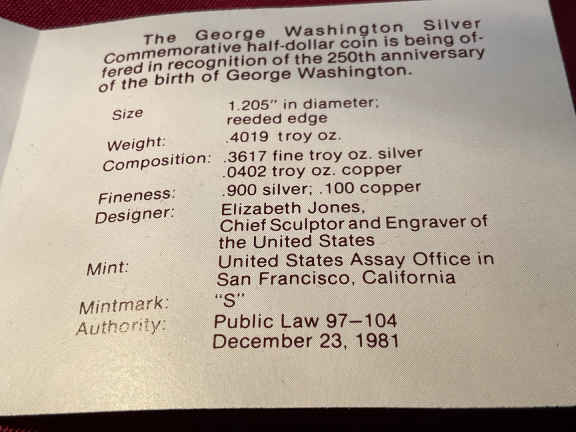 The George Washington Silver
Commemorative half-dollar coin is being of-
fered in recognition of the 250th anniversary
of the birth of George Washington.
Size 1.205" in diameter;
reeded edge
Weight: .4019 troy oz.
Composition: .3617 fine troy oz. silver
.0402 troy oz. copper
Fineness: .900 silver; .100 copper
Designer: Elizabeth Jones,
Chief Sculptor and Engraver of
the United States
Mint: United States Assay Office in
San Francisco, California
Mintmark: "S"
Authority: Public Law 97–104
December 23, 1981